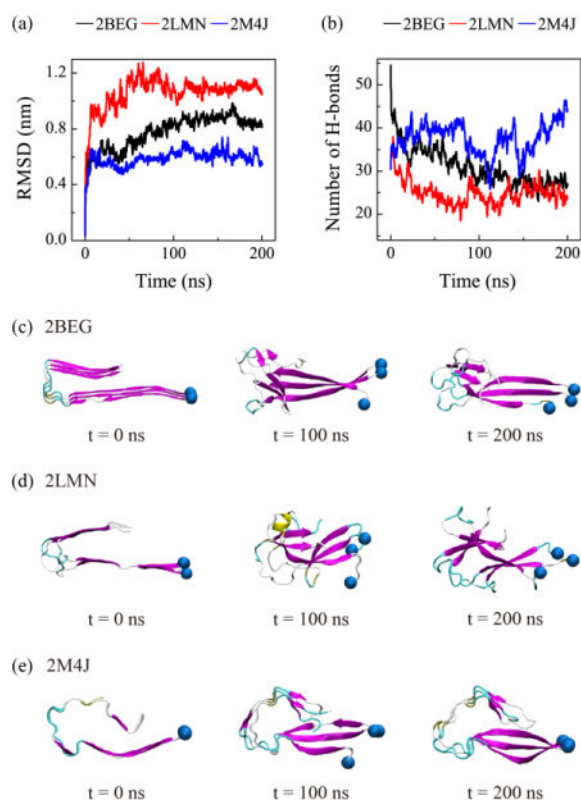 (a) (b)
2BEG 2LMN 2M4J 2BEG 2LMN 2M4J
1.2
0.8
0.4
0.0
RMSD (nm)
0 100 200
Time (ns)
50
40
30
20
Number of H-bonds
0 100 200
Time (ns)
(c) 2BEG
t = 0 ns t = 100 ns t = 200 ns
(d) 2LMN
t = 0 ns t = 100 ns t = 200 ns
(e) 2M4J
t = 0 ns t = 100 ns t = 200 ns